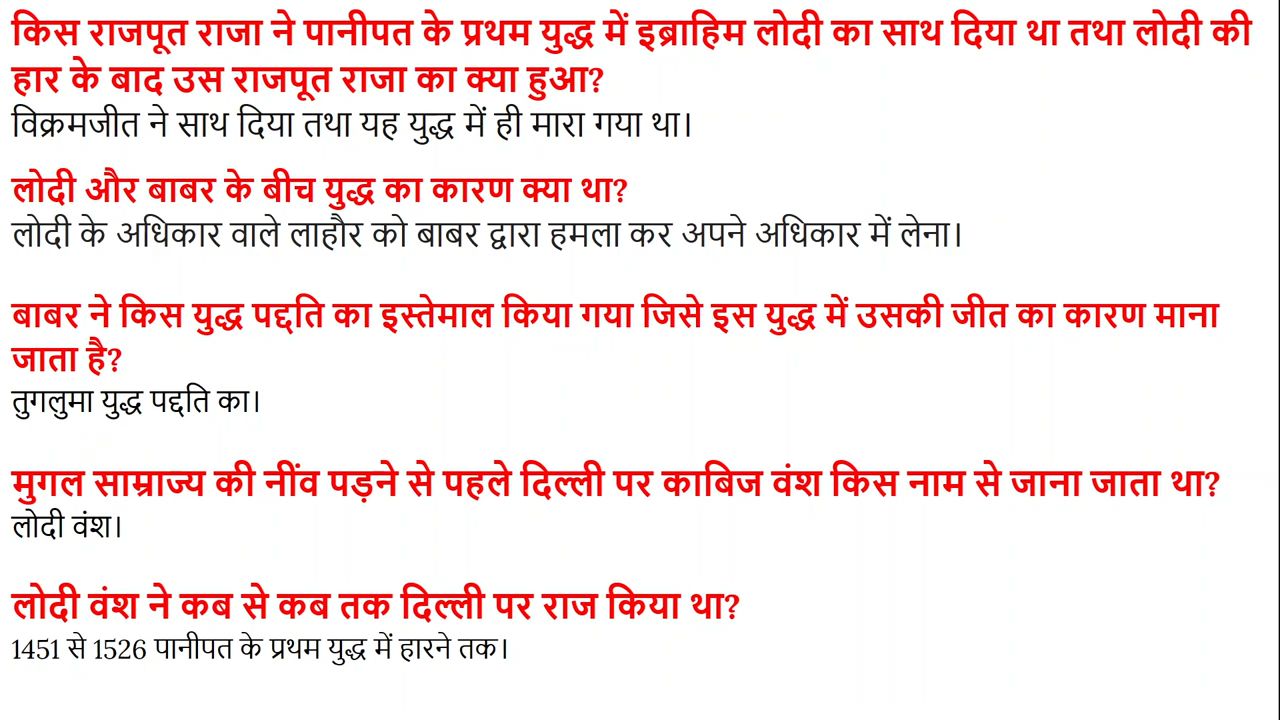 किस राजपूत राजा ने पानीपत के प्रथम युद्ध में इब्राहिम लोदी का साथ दिया था तथा लोदी की
हार के बाद उस राजपूत राजा का क्या हुआ?
विक्रमजीत ने साथ दिया तथा यह युद्ध में ही मारा गया था।
लोदी और बाबर के बीच युद्ध का कारण क्या था?
लोदी के अधिकार वाले लाहौर को बाबर द्वारा हमला कर अपने अधिकार में लेना।
बाबर ने किस युद्ध पद्दति का इस्तेमाल किया गया जिसे इस युद्ध में उसकी जीत का कारण माना
जाता है?
तुगलुमा युद्ध पद्दति का।
मुगल साम्राज्य की नींव पड़ने से पहले दिल्ली पर काबिज वंश किस नाम से जाना जाता था?
लोदी वंश।
लोदी वंश ने कब से कब तक दिल्ली पर राज किया था?
1451 से 1526 पानीपत के प्रथम युद्ध में हारने तक।